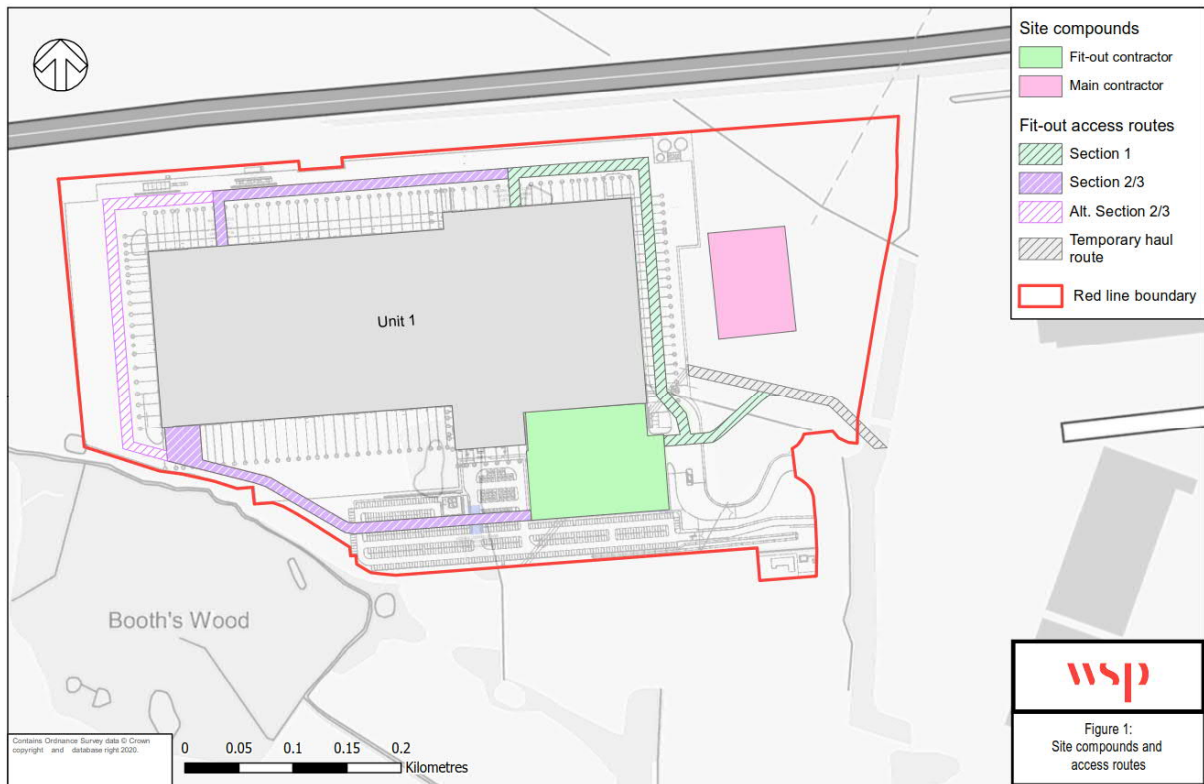 Site compounds
Fit-out contractor
Main contractor
Fit-out access routes
Section 1
Section 2/3
Alt. Section 2/3
Temporary haul
route
Red line boundary
Unit 1
Booth's Wood
Contains Ordnance Survey data © Crown
copyright and database right 2020.
0 0.05 0.1 0.15 0.2
Kilometres
wsp
Figure 1:
Site compounds and
access routes